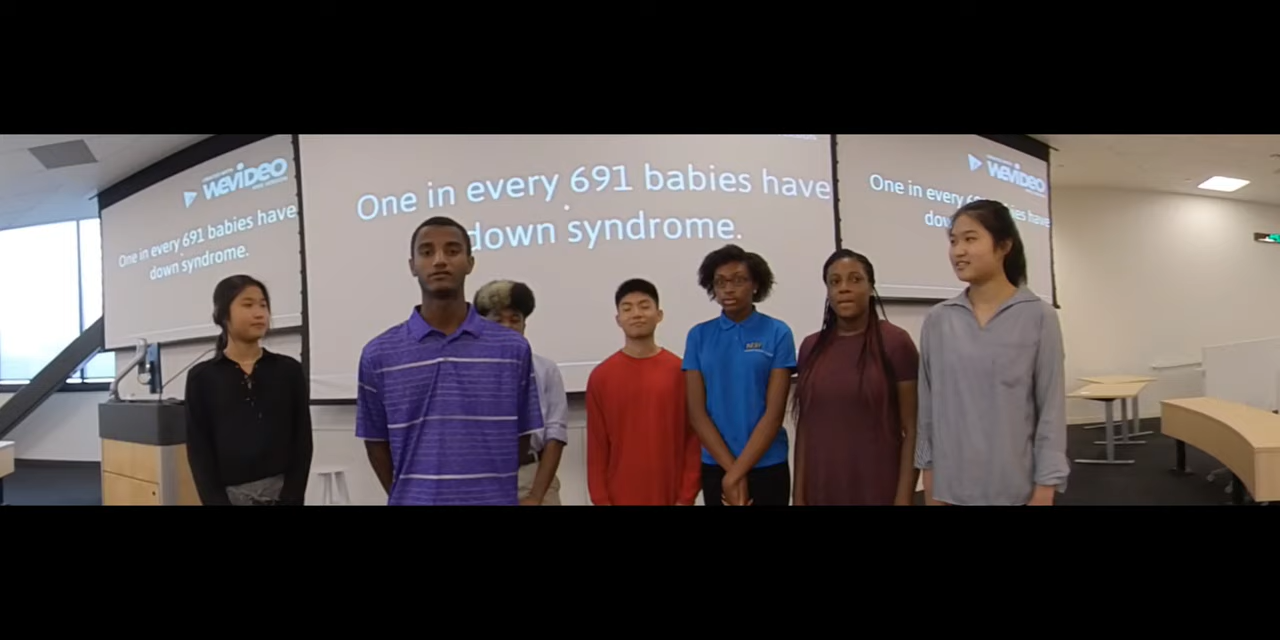 WeVideo
One in every 691 babies have
down syndrome.
One in every 691 babies have
down syndrome.
WeVideo
One in every